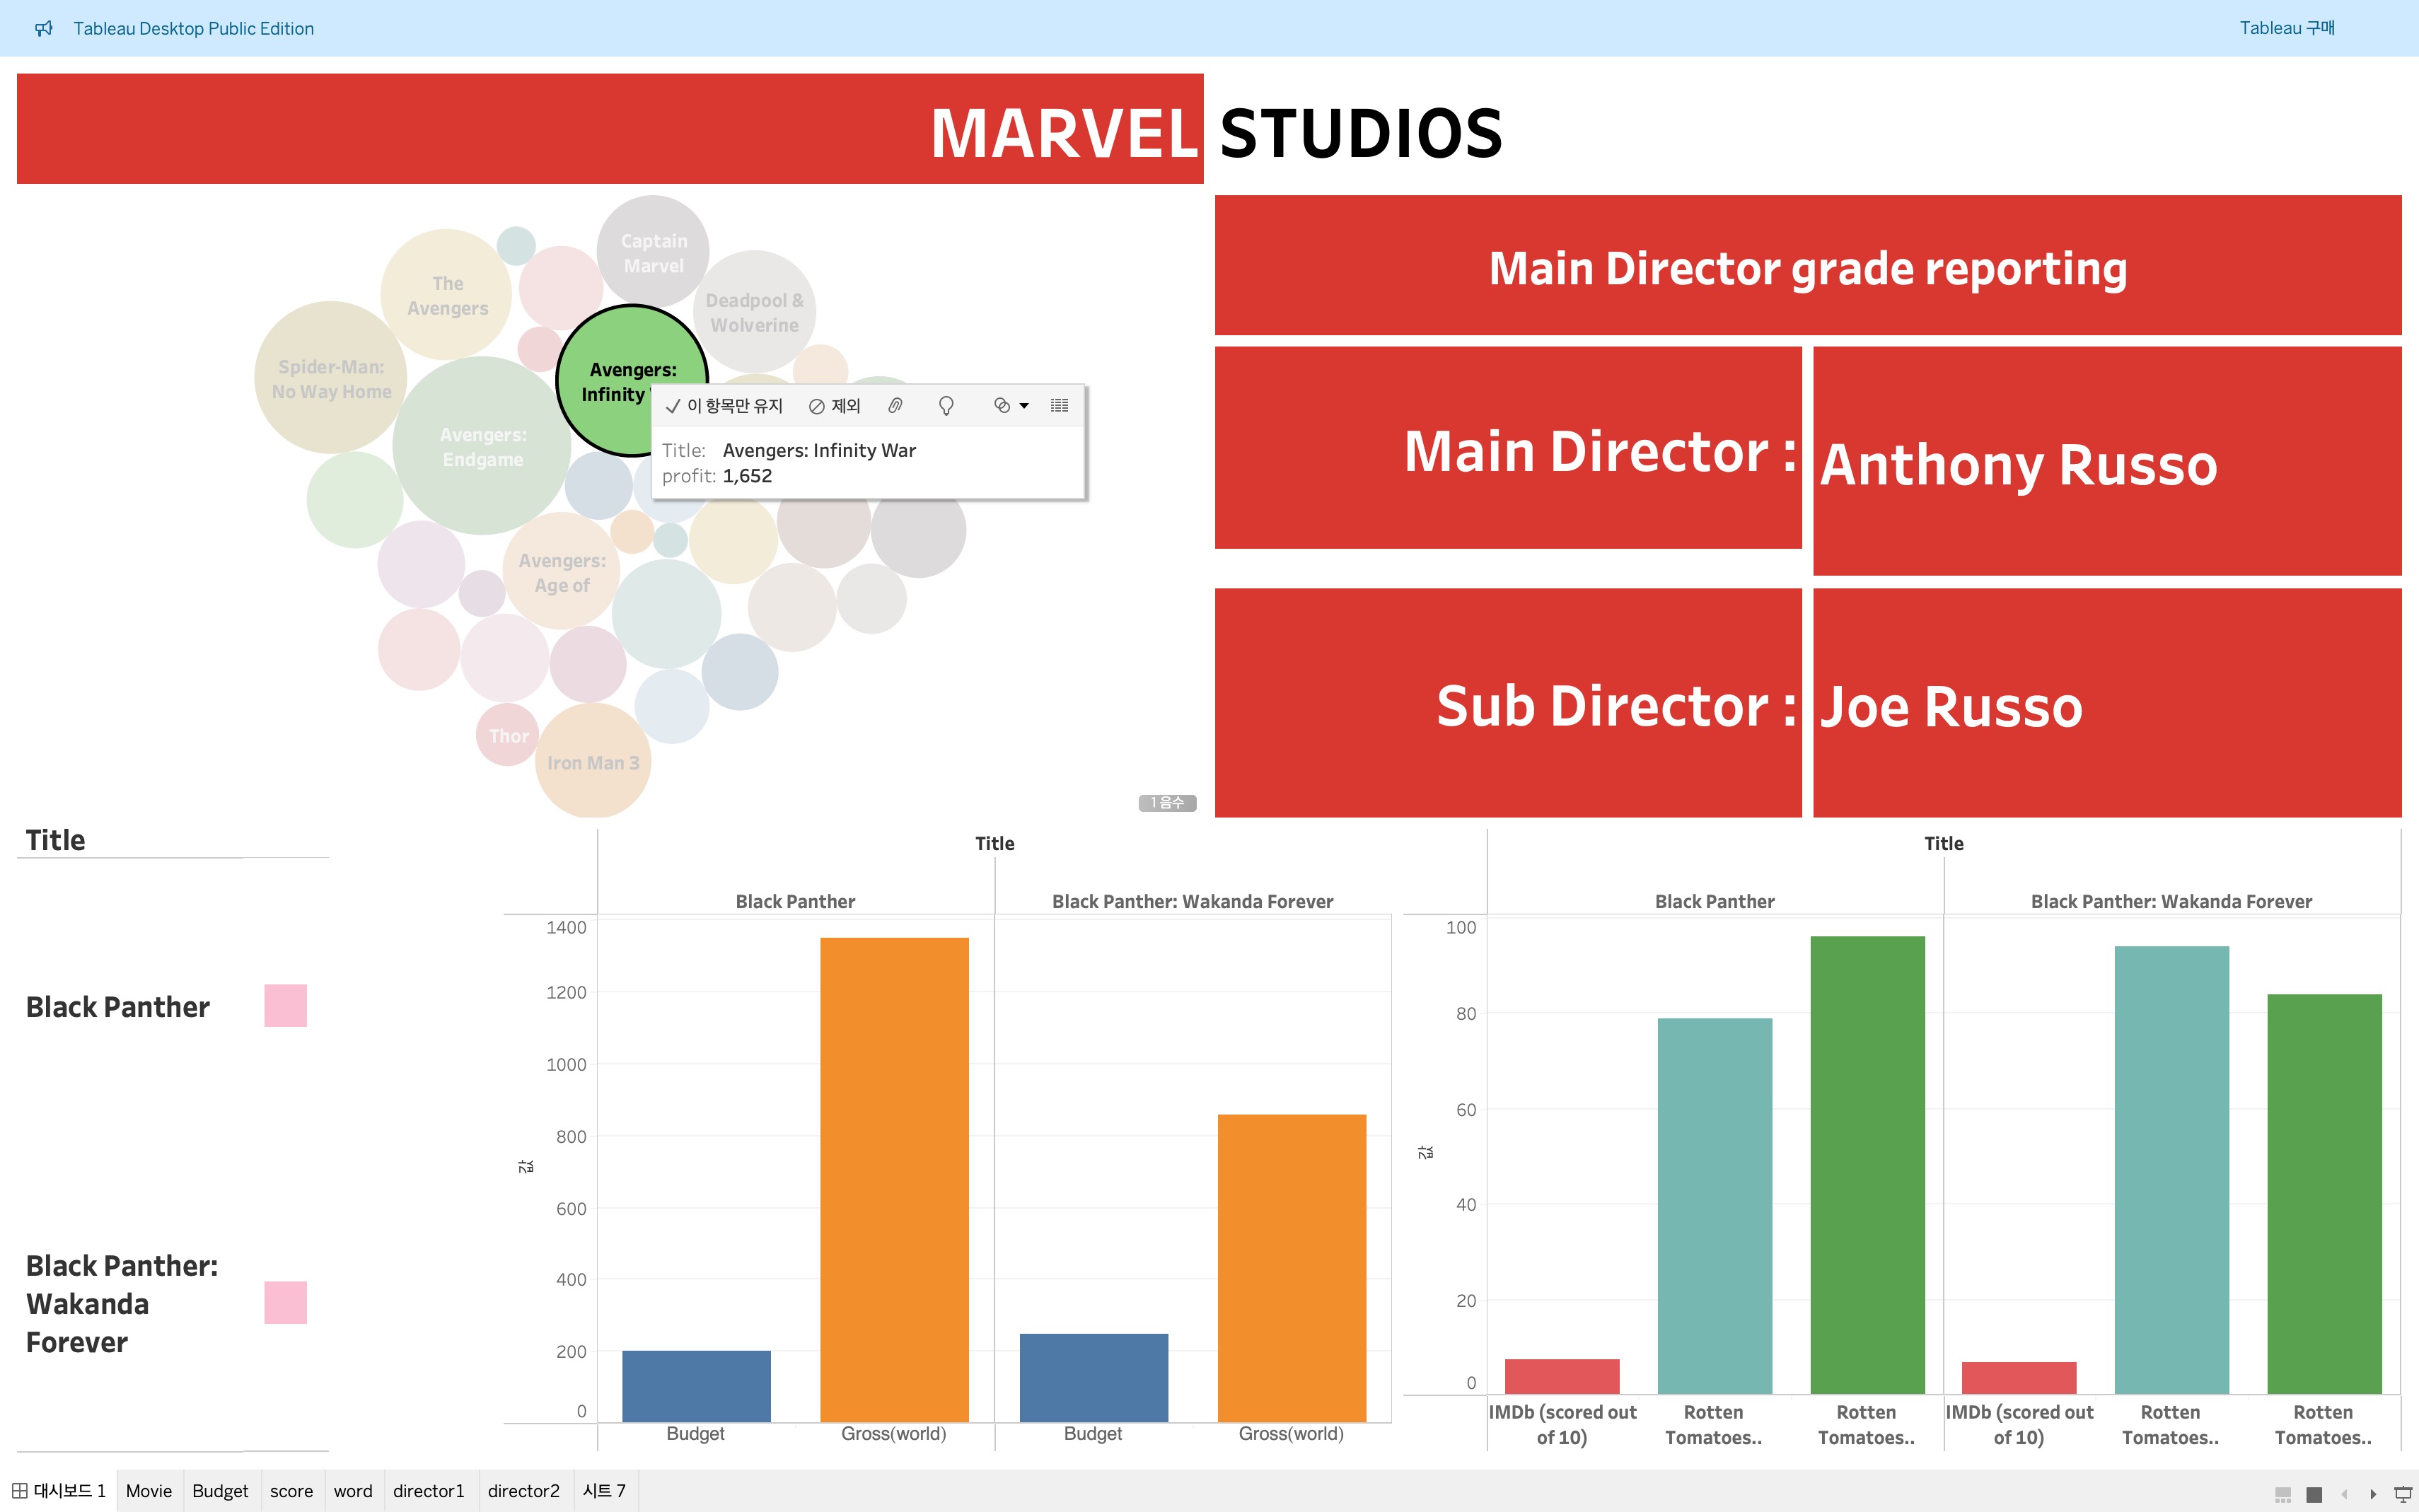 Tableau Desktop Public Edition
Tableau 구매
MARVEL STUDIOS
Captain
Marvel
The
Avengers
Deadpool &
Wolverine
Spider-Man:
No Way Home
Avengers:
Infinity
Avengers:
Endgame
이 항목만 유지 제외
Title: Avengers: Infinity War
profit: 1,652
Avengers:
Age of
Thor
Iron Man 3
1 음수
Main Director grade reporting
Main Director : Anthony Russo
Sub Director : Joe Russo
Title
Black Panther
Black Panther:
Wakanda
Forever
Title
Black Panther
Black Panther: Wakanda Forever
1400
1200
1000
800
600
400
200
0
값
Budget
Gross(world)
Budget
Gross(world)
Title
Black Panther
Black Panther: Wakanda Forever
100
80
60
40
20
0
값
IMDb (scored out
of 10)
Rotten
Tomatoes..
Rotten
Tomatoes..
IMDb (scored out
of 10)
Rotten
Tomatoes..
Rotten
Tomatoes..
대시보드 1 Movie Budget score word director1 director2 시트 7